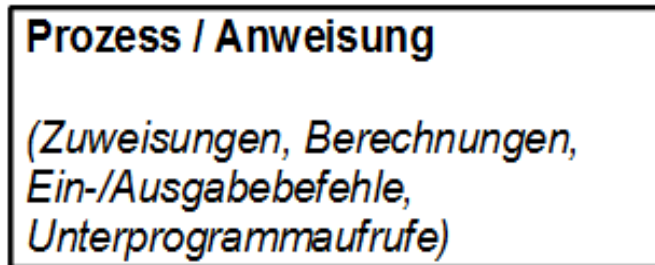 Prozess / Anweisung
(Zuweisungen, Berechnungen,
Ein-/Ausgabebefehle,
Unterprogrammaufrufe)